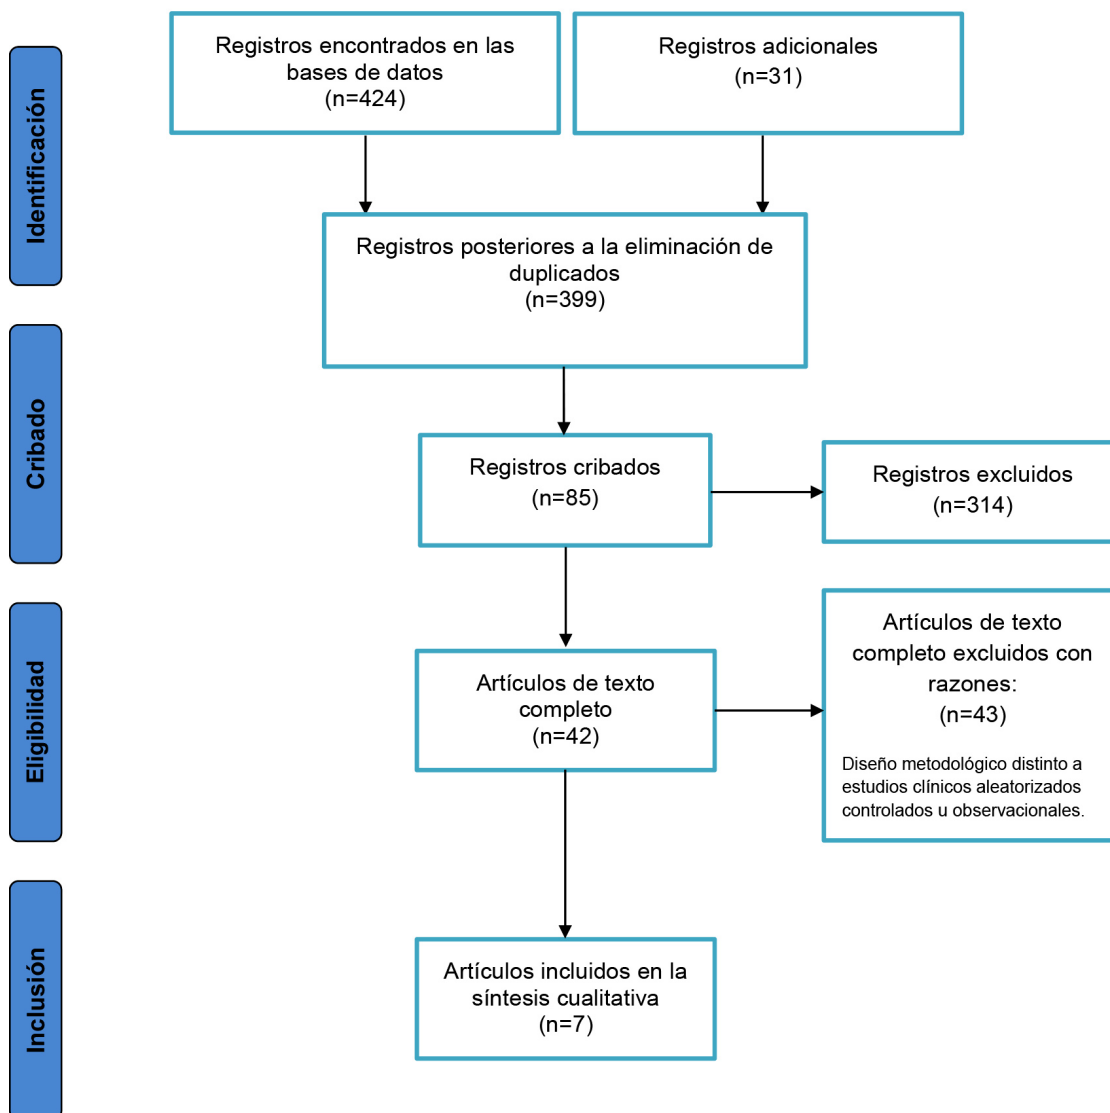 Identificación
Registros encontrados en las
bases de datos
(n=424)
Registros adicionales
(n=31)
Registros posteriores a la eliminación de
duplicados
(n=399)
Cribado
Registros cribados
(n=85)
Registros excluidos
(n=314)
Eligibilidad
Artículos de texto
completo
(n=42)
Artículos de texto
completo excluidos con
razones:
(n=43)
Diseño metodológico distinto a
estudios clínicos aleatorizados
controlados u observacionales.
Inclusión
Artículos incluidos en la
síntesis cualitativa
(n=7)